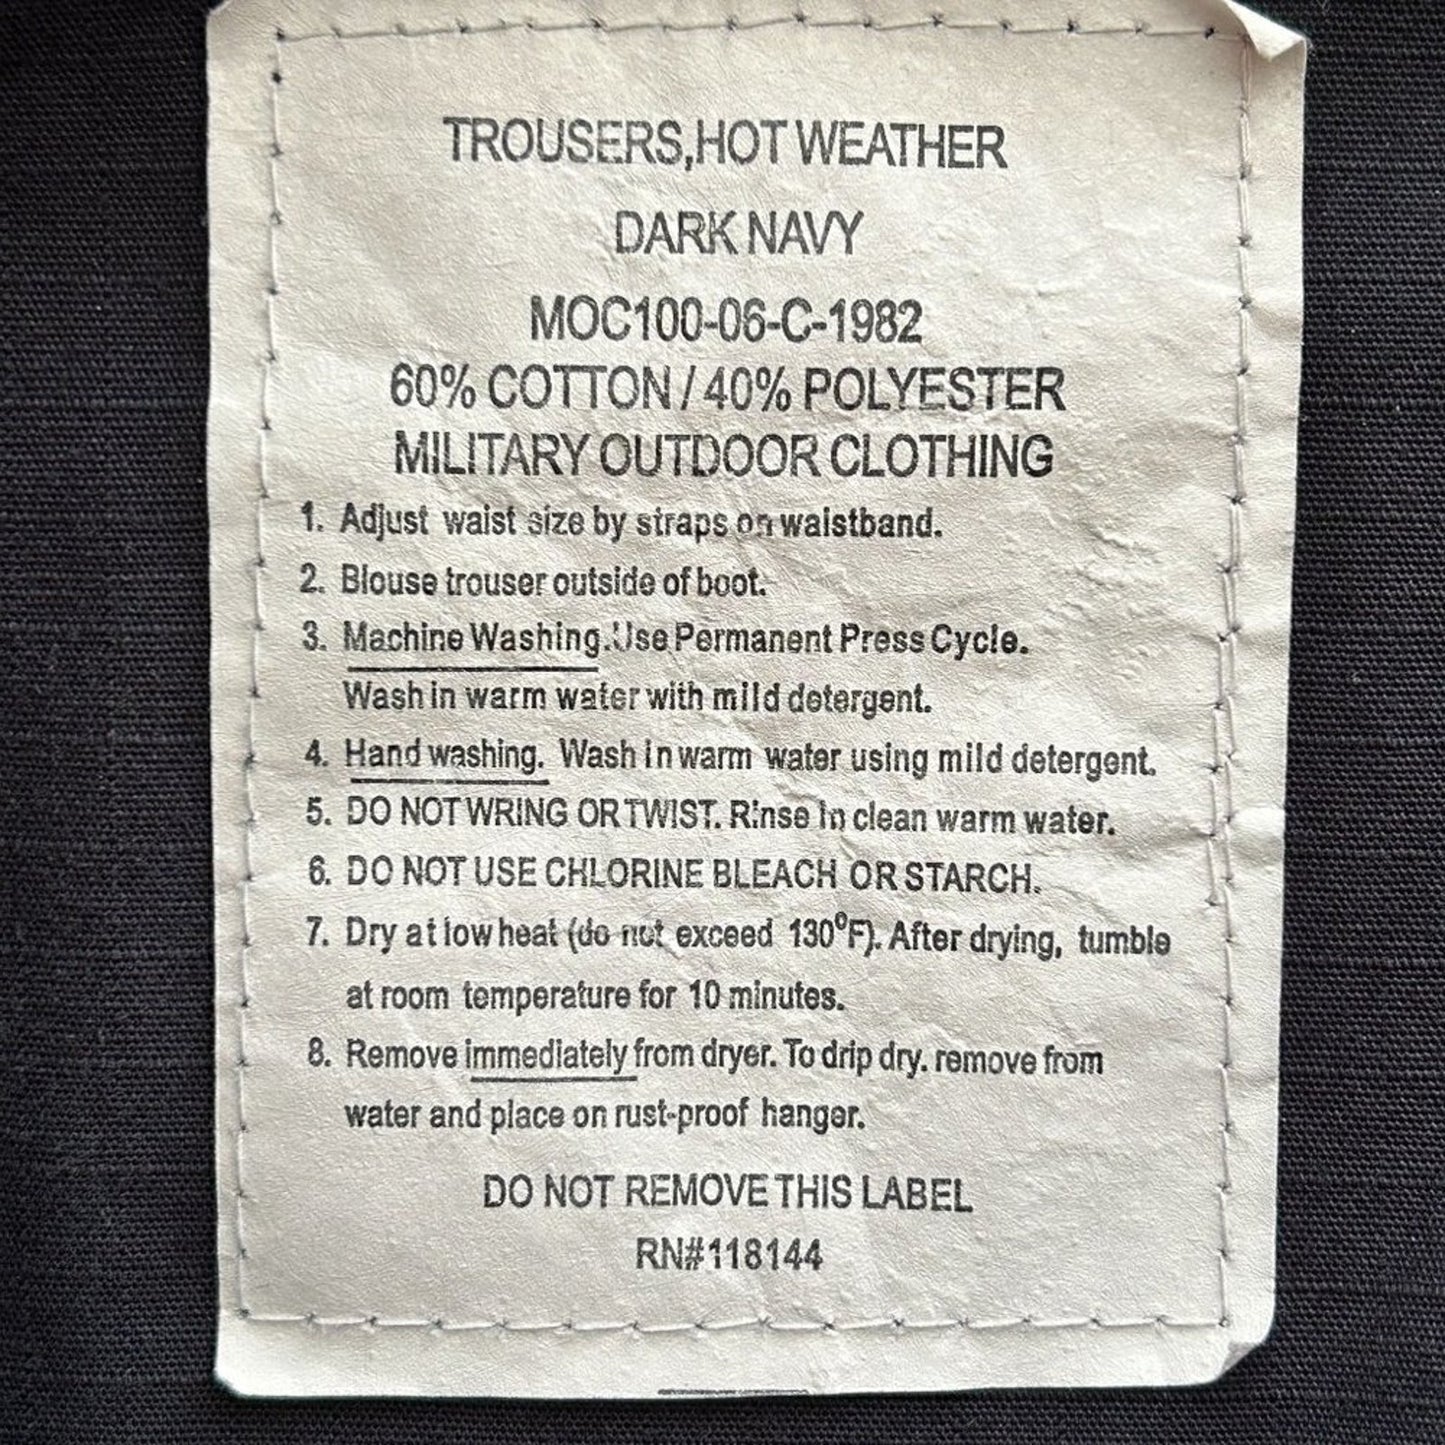 TROUSERS,HOT WEATHER
DARK NAVY
MOC100-06-C-1982
60% COTTON / 40% POLYESTER
MILITARY OUTDOOR CLOTHING
1. Adjust waist size by straps on waistband.
2. Blouse trouser outside of boot.
3. Machine Washing.Use Permanent Press Cycle.
Wash in warm water with mild detergent.
4. Hand washing. Wash in warm water using mild detergent.
5. DO NOT WRING OR TWIST. Rinse in clean warm water.
6. DO NOT USE CHLORINE BLEACH OR STARCH.
7. Dry at low heat (do not exceed 130°F). After drying, tumble
at room temperature for 10 minutes.
8. Remove immediately from dryer. To drip dry. remove from
water and place on rust-proof hanger.
DO NOT REMOVE THIS LABEL
RN#118144